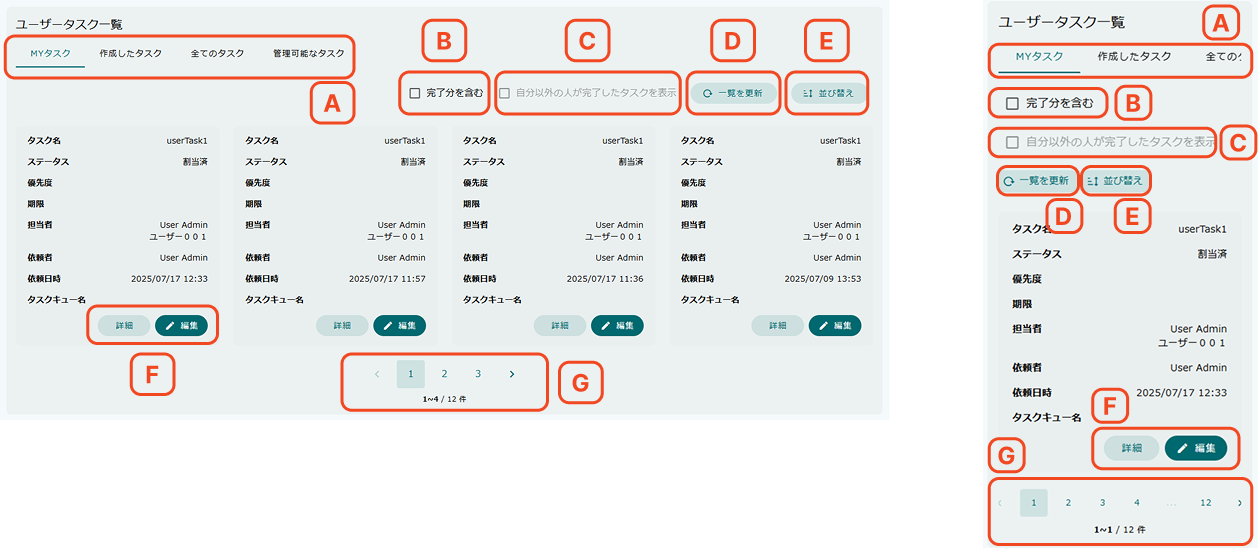 ユーザータスク一覧
MYタスク 作成したタスク 全てのタスク 管理可能なタスク
A
B
C
D
E
完了分を含む
自分以外の人が完了したタスクを表示
一覧を更新
並び替え
タスク名 userTask1
ステータス 割当済
優先度
期限
担当者 User Admin
ユーザー００１
依頼者 User Admin
依頼日時 2025/07/17 12:33
タスクキュー名
詳細 編集
タスク名 userTask1
ステータス 割当済
優先度
期限
担当者 User Admin
ユーザー００１
依頼者 User Admin
依頼日時 2025/07/17 11:57
タスクキュー名
詳細 編集
タスク名 userTask1
ステータス 割当済
優先度
期限
担当者 User Admin
ユーザー００１
依頼者 User Admin
依頼日時 2025/07/17 11:36
タスクキュー名
詳細 編集
タスク名 userTask1
ステータス 割当済
優先度
期限
担当者 User Admin
ユーザー００１
依頼者 User Admin
依頼日時 2025/07/09 13:53
タスクキュー名
詳細 編集
F
1 2 3
1~4 / 12 件
G
ユーザータスク一覧
A
MYタスク 作成したタスク 全ての
完了分を含む
B
自分以外の人が完了したタスクを表示
C
一覧を更新 並び替え
D
E
タスク名 userTask1
ステータス 割当済
優先度
期限
担当者 User Admin
ユーザー００１
依頼者 User Admin
依頼日時 2025/07/17 12:33
F
タスクキュー名
詳細 編集
G
1 2 3 4 ... 12
1~1 / 12 件